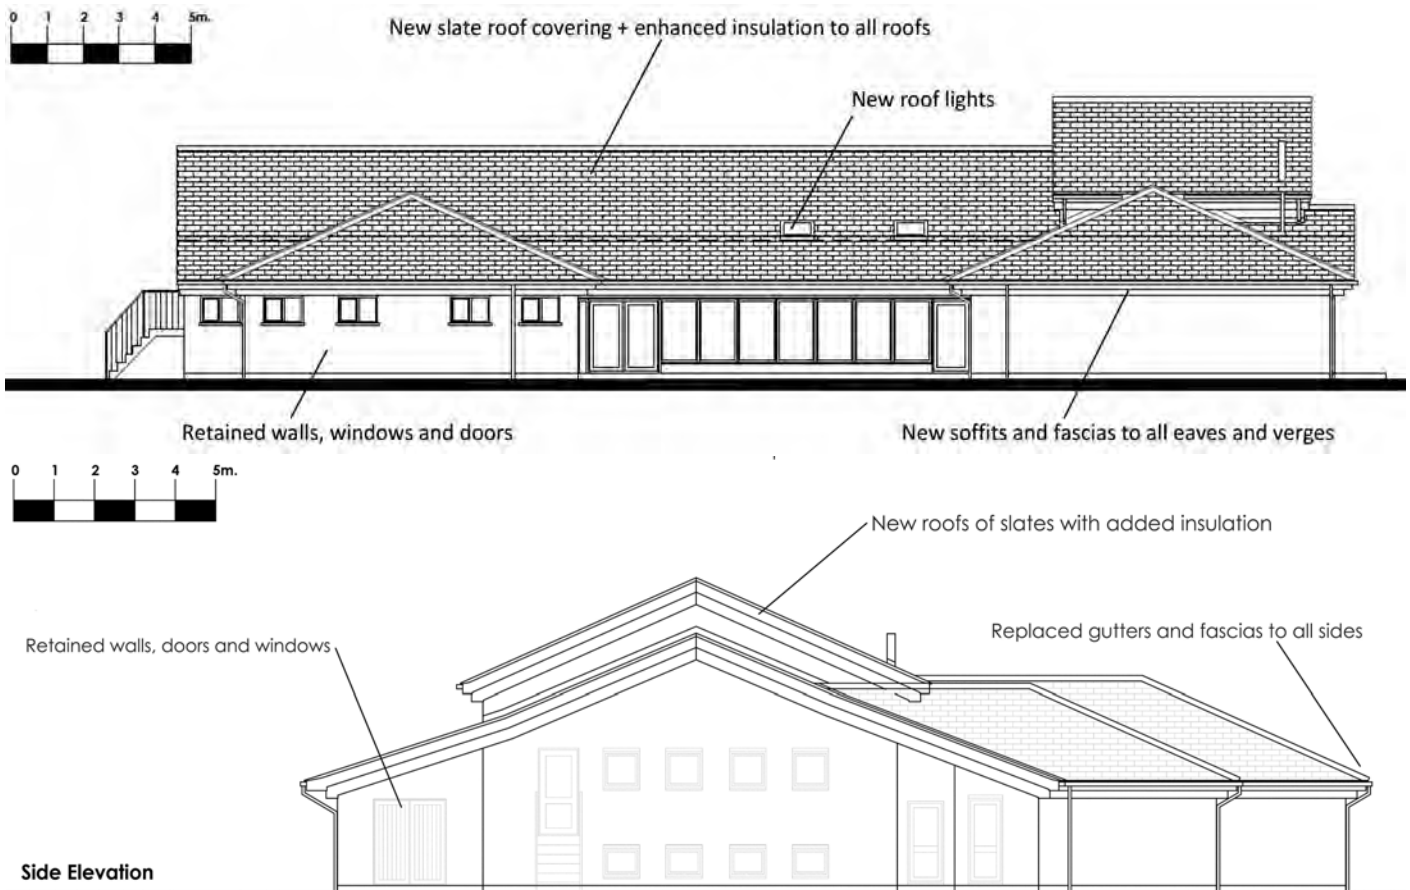 0 1 2 3 4 5m.
New slate roof covering + enhanced insulation to all roofs
New roof lights
Retained walls, windows and doors
New soffits and fascias to all eaves and verges
0 1 2 3 4 5m.
New roofs of slates with added insulation
Retained walls, doors and windows
Replaced gutters and fascias to all sides
Side Elevation